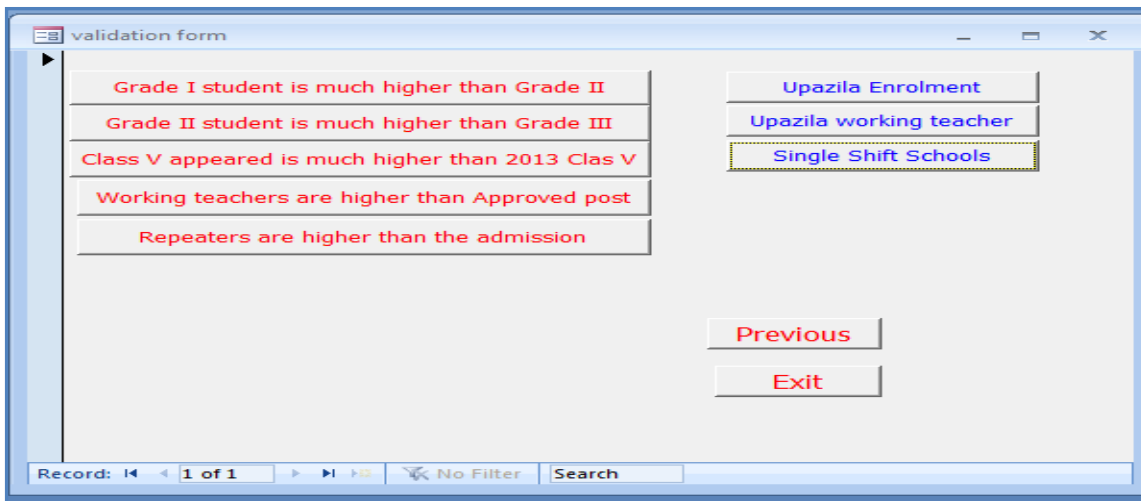 validation form
Grade I student is much higher than Grade II
Grade II student is much higher than Grade III
Class V appeared is much higher than 2013 Clas V
Working teachers are higher than Approved post
Repeaters are higher than the admission
Upazila Enrolment
Upazila working teacher
Single Shift Schools
Previous
Exit
Record: 1 of 1 No Filter Search